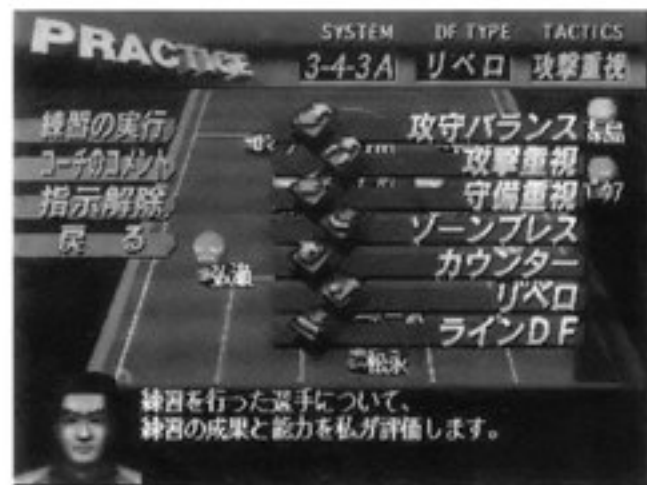 PRACTICE
SYSTEM DF TYPE TACTICS
3-4-3A リベロ 攻撃重視
練習の実行
コーチのコメント
指示解除
戻る
攻守バランス
攻撃重視
守備重視
ゾーンプレス
カウンター
リベロ
ラインDF
弘瀬
松永
練習を行った選手について、
練習の成果と能力を私が評価します。